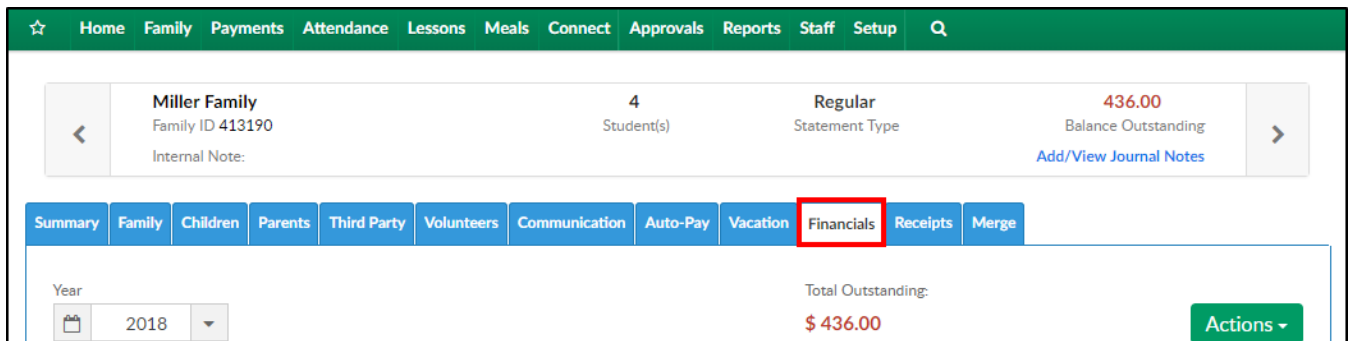 Home Family Payments Attendance Lessons Meals Connect Approvals Reports Staff Setup
Miller Family 4 Regular 436.00
Family ID 413190 Student(s) Statement Type Balance Outstanding
Internal Note: Add/View Journal Notes
Summary Family Children Parents Third Party Volunteers Communication Auto-Pay Vacation Financials Receipts Merge
Year Total Outstanding:
2018 $ 436.00 Actions